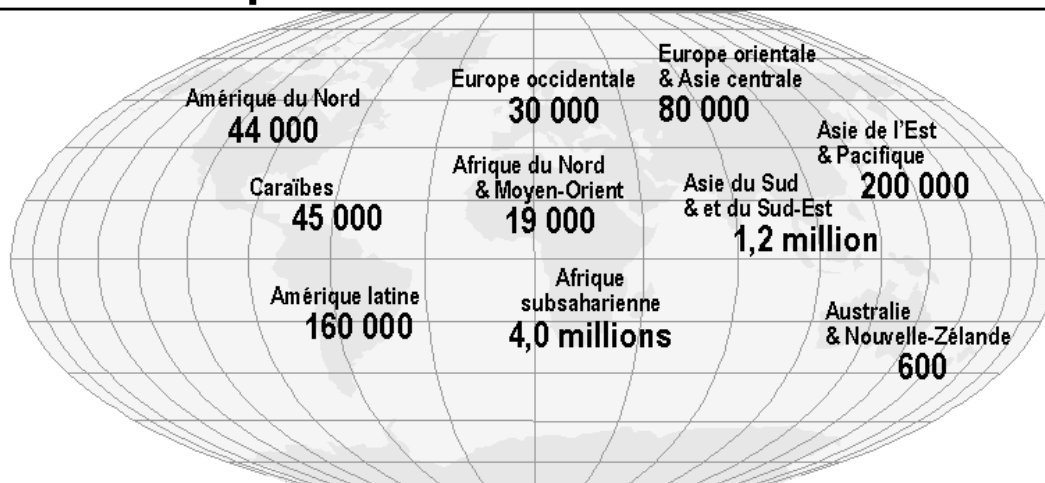 Amérique du Nord
44 000
Europe occidentale
30 000
Europe orientale
& Asie centrale
80 000
Asie de l'Est
& Pacifique
200 000
Caraïbes
45 000
Afrique du Nord
& Moyen-Orient
19 000
Asie du Sud
& et du Sud-Est
1,2 million
Amérique latine
160 000
Afrique
subsaharienne
4,0 millions
Australie
& Nouvelle-Zélande
600